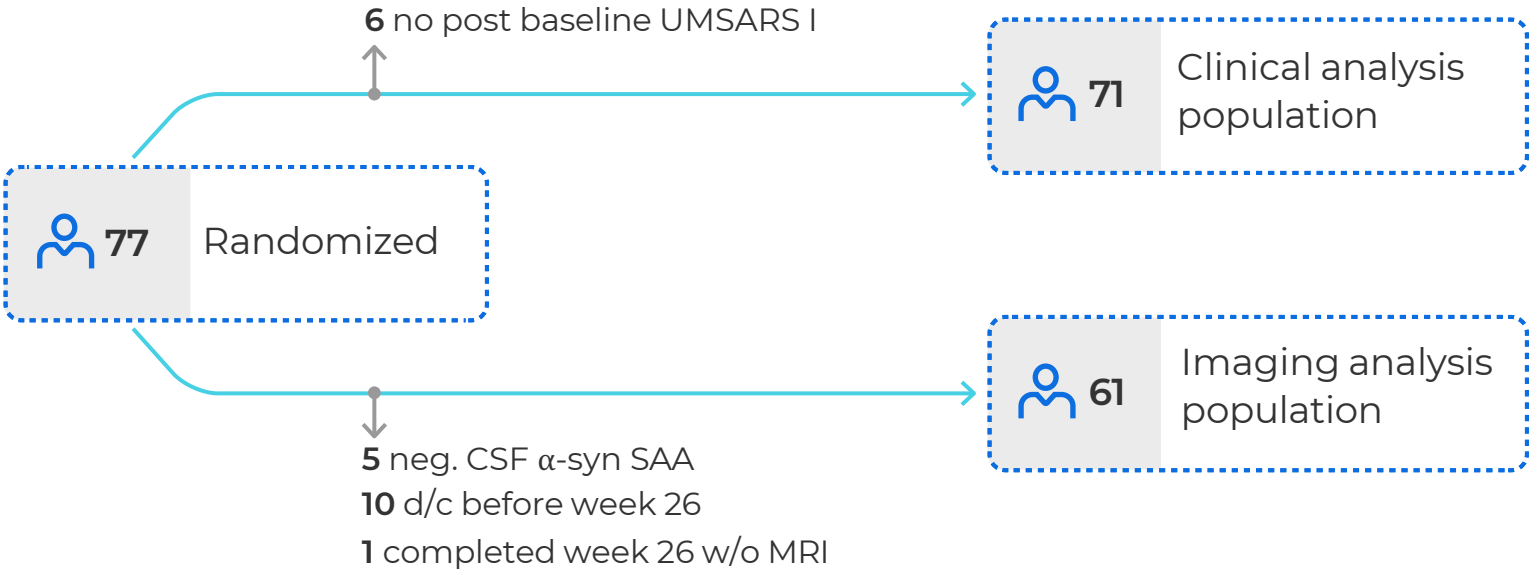 6 no post baseline UMSARS I
71 Clinical analysis
population
77 Randomized
61 Imaging analysis
population
5 neg. CSF α-syn SAA
10 d/c before week 26
1 completed week 26 w/o MRI